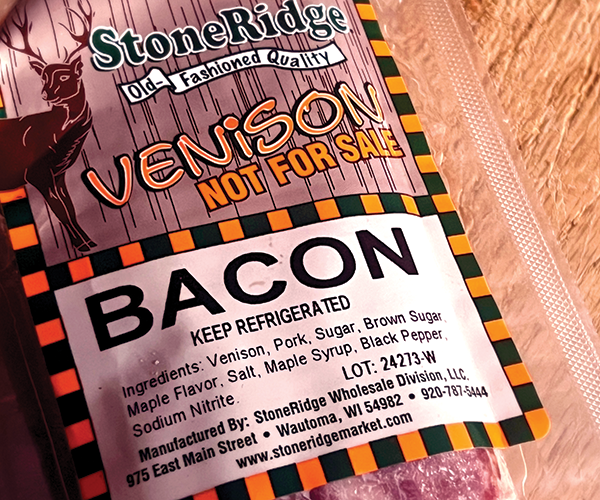 StoneRidge
Old-Fashioned Quality
VENiSON
NOT FOR SALE
BACON
KEEP REFRIGERATED
Ingredients: Venison, Pork, Sugar, Brown Sugar,
Maple Flavor, Salt, Maple Syrup, Black Pepper,
Sodium Nitrite.
LOT: 24273-W
Manufactured By: StoneRidge Wholesale Division, LLC.
975 East Main Street • Wautoma, WI 54982 • 920-787-5444
www.stoneridgemarket.com